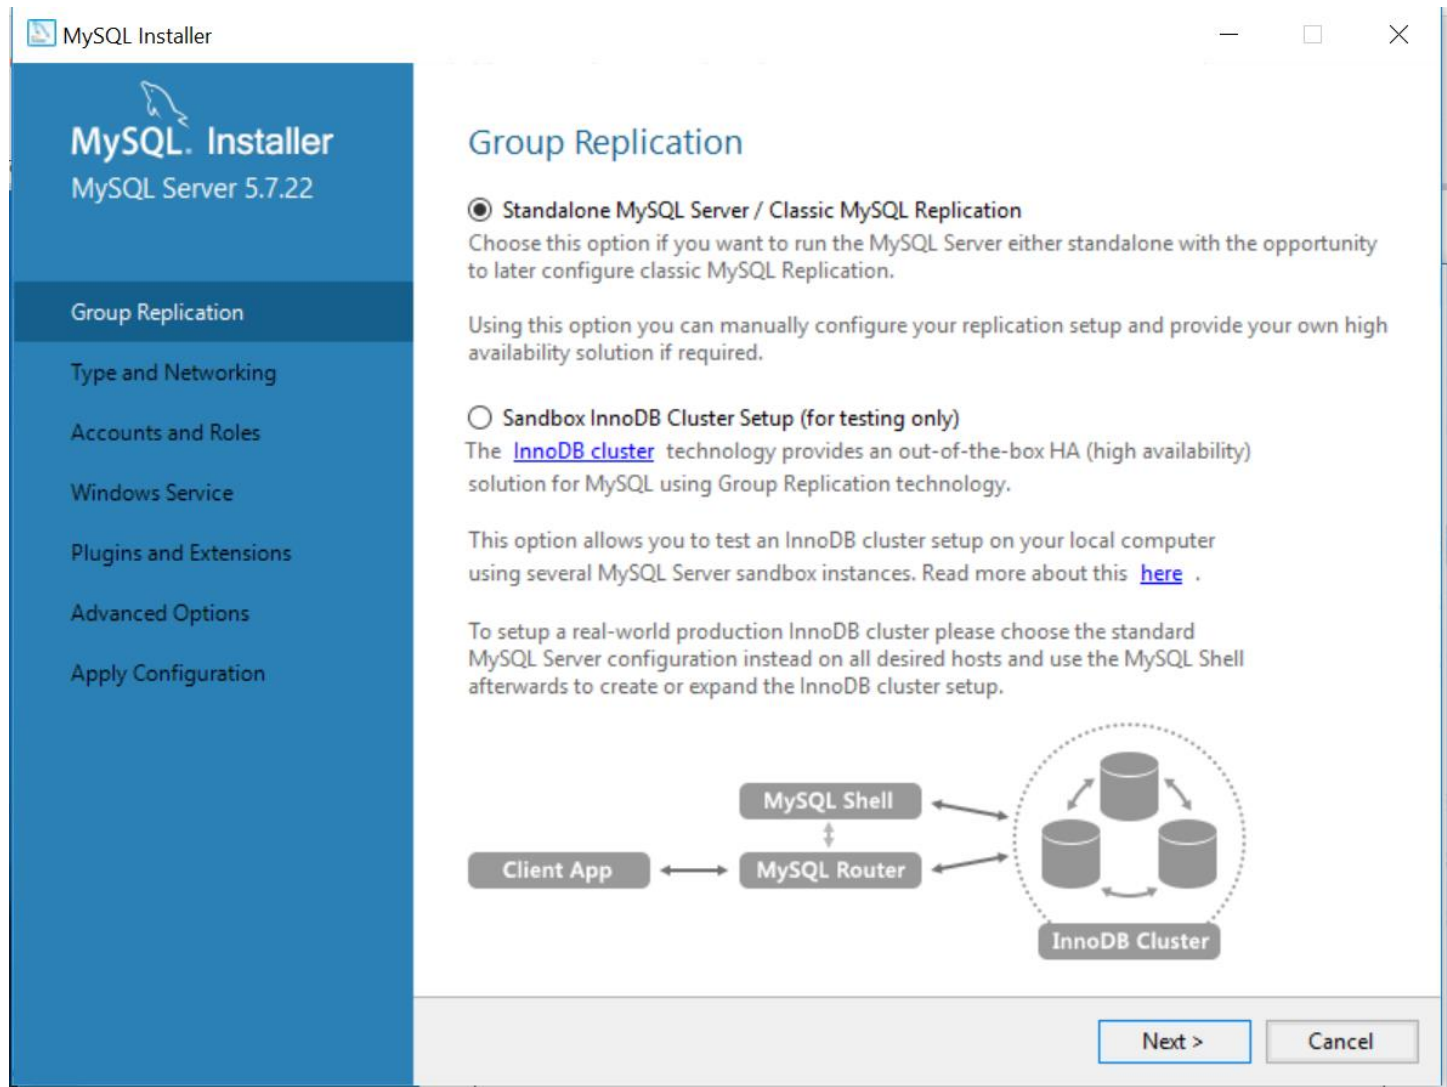 MySQL Installer
MySQL. Installer
MySQL Server 5.7.22
Group Replication
Type and Networking
Accounts and Roles
Windows Service
Plugins and Extensions
Advanced Options
Apply Configuration
Group Replication
Standalone MySQL Server / Classic MySQL Replication
Choose this option if you want to run the MySQL Server either standalone with the opportunity
to later configure classic MySQL Replication.
Using this option you can manually configure your replication setup and provide your own high
availability solution if required.
Sandbox InnoDB Cluster Setup (for testing only)
The InnoDB cluster technology provides an out-of-the-box HA (high availability)
solution for MySQL using Group Replication technology.
This option allows you to test an InnoDB cluster setup on your local computer
using several MySQL Server sandbox instances. Read more about this here .
To setup a real-world production InnoDB cluster please choose the standard
MySQL Server configuration instead on all desired hosts and use the MySQL Shell
afterwards to create or expand the InnoDB cluster setup.
MySQL Shell
Client App
MySQL Router
InnoDB Cluster
Next >
Cancel